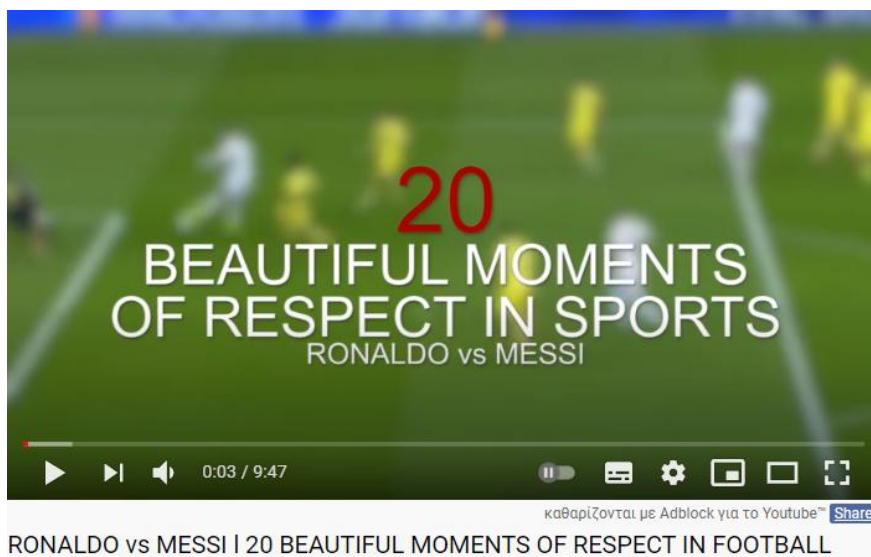 20
BEAUTIFUL MOMENTS
OF RESPECT IN SPORTS
RONALDO vs MESSI
0:03 / 9:47
καθαρίζονται με Adblock για το Youtube™ Share
RONALDO vs MESSI l 20 BEAUTIFUL MOMENTS OF RESPECT IN FOOTBALL